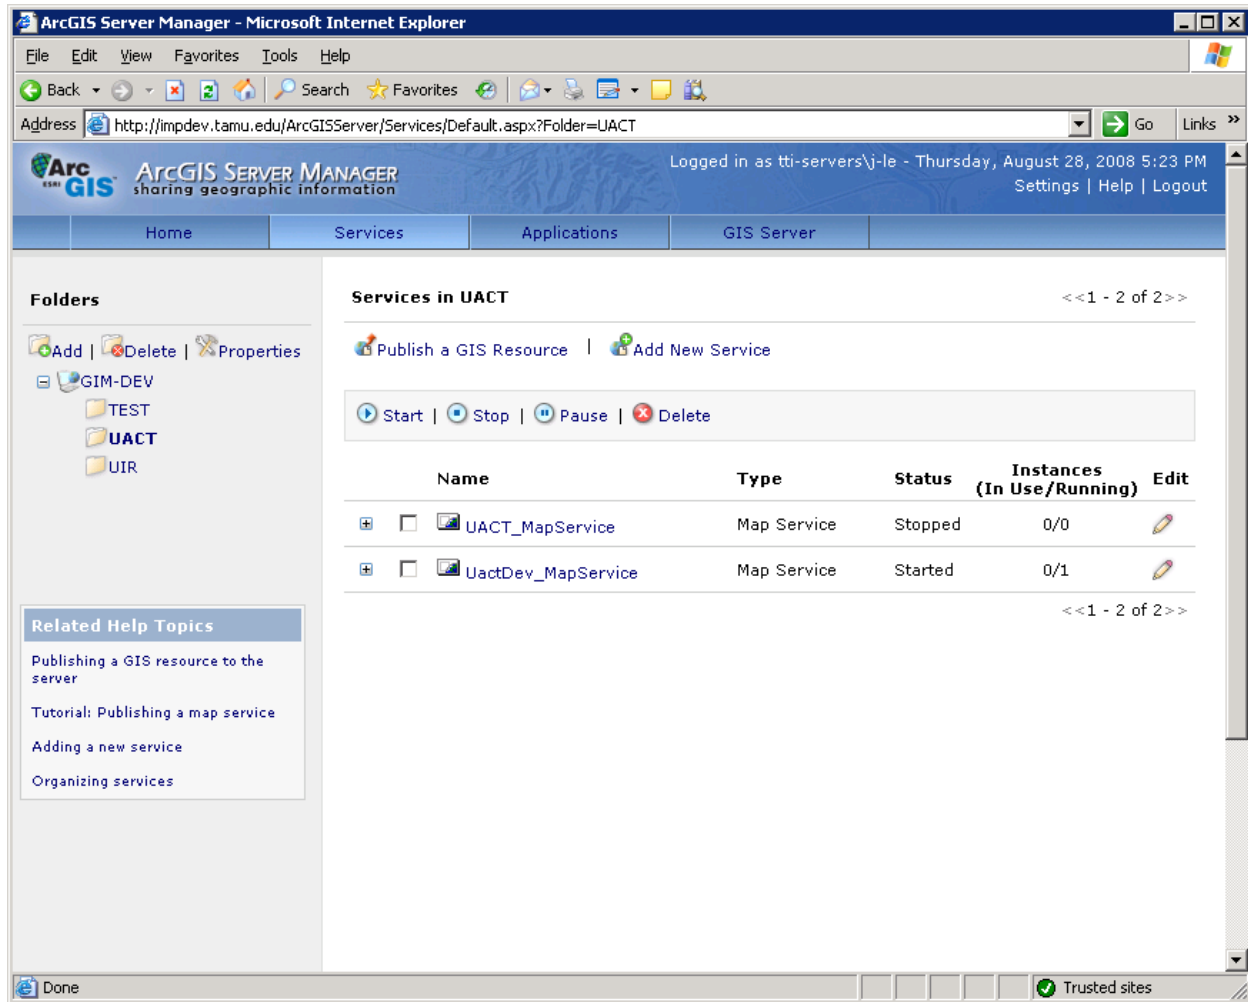 ArcGIS Server Manager - Microsoft Internet Explorer
File Edit View Favorites Tools Help
Back Search Favorites
Address http://impdev.tamu.edu/ArcGISServer/Services/Default.aspx?Folder=UACT Go Links »
Arc GIS ESRI ARCGIS SERVER MANAGER
sharing geographic information
Logged in as tti-servers\j-le - Thursday, August 28, 2008 5:23 PM
Settings | Help | Logout
Home Services Applications GIS Server
Folders
Add | Delete | Properties
GIM-DEV
TEST
UACT
UIR
Related Help Topics
Publishing a GIS resource to the
server
Tutorial: Publishing a map service
Adding a new service
Organizing services
Services in UACT <<1 - 2 of 2>>
Publish a GIS Resource | Add New Service
Start | Stop | Pause | Delete
Name Type Status Instances (In Use/Running) Edit
UACT_MapService Map Service Stopped 0/0
UactDev_MapService Map Service Started 0/1
<<1 - 2 of 2>>
Done Trusted sites